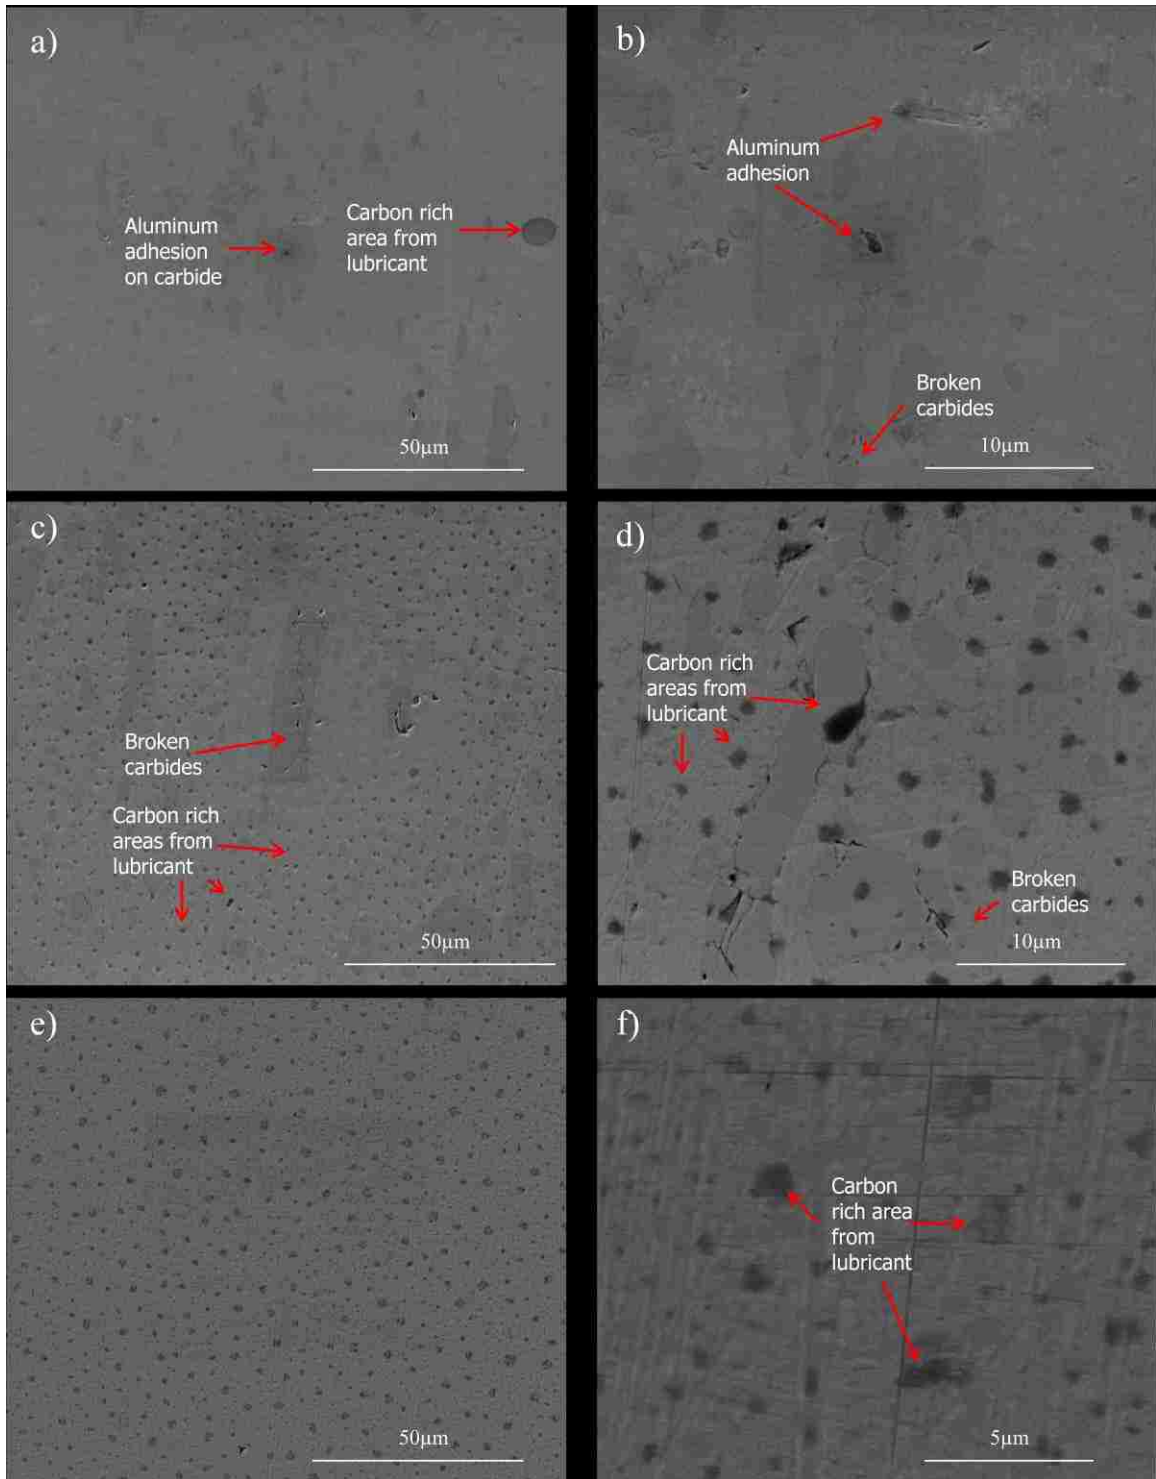 a)
Aluminum
adhesion
on carbide
Carbon rich
area from
lubricant
50µm
b)
Aluminum
adhesion
Broken
carbides
10µm
c)
Broken
carbides
Carbon rich
areas from
lubricant
50µm
d)
Carbon rich
areas from
lubricant
Broken
carbides
10µm
e)
50µm
f)
Carbon
rich area
from
lubricant
5µm